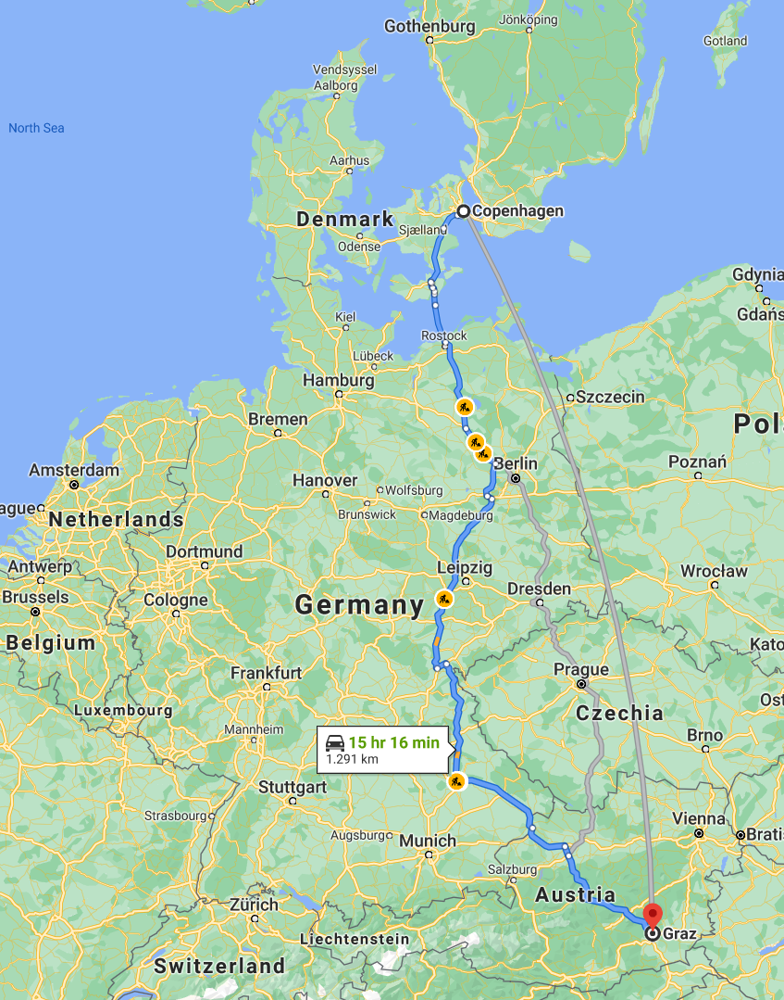 Gothenburg
Jönköping
Gotland
Vendsyssel
Aalborg
North Sea
Aarhus
Copenhagen
Denmark
Sjælland
Odense
Gdynia
Gdańs
Kiel
Rostock
Lübeck
Hamburg
Szczecin
Bremen
Pol
Berlin
Poznań
Amsterdam
Hanover
Wolfsburg
ague
Brunswick
Magdeburg
Netherlands
Dortmund
Antwerp
Leipzig
Wrocław
Brussels
Cologne
Germany
Dresden
Belgium
Kato
Frankfurt
Prague
Ost
Luxembourg
Czechia
Mannheim
Brno
15 hr 16 min
1.291 km
Stuttgart
Strasbourg
Vienna
Augsburg
Munich
Brati
Salzburg
Austria
Zürich
Graz
Liechtenstein
Switzerland